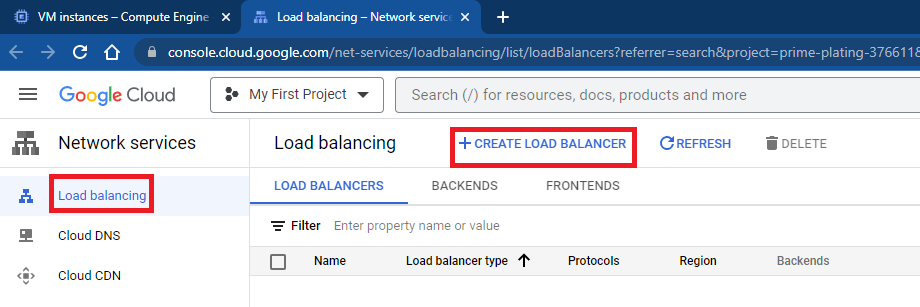 VM instances – Compute Engine
Load balancing – Network service
console.cloud.google.com/net-services/loadbalancing/list/loadBalancers?referrer=search&project=prime-plating-3766118
Google Cloud My First Project Search (/) for resources, docs, products and more
Network services Load balancing + CREATE LOAD BALANCER REFRESH DELETE
Load balancing LOAD BALANCERS BACKENDS FRONTENDS
Cloud DNS Filter Enter property name or value
Cloud CDN Name Load balancer type Protocols Region Backends